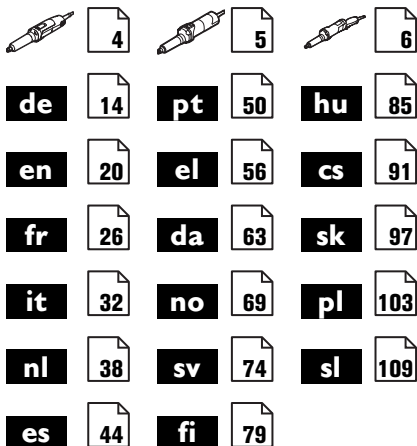 4 5 6
de 14 pt 50 hu 85
en 20 el 56 cs 91
fr 26 da 63 sk 97
it 32 no 69 pl 103
nl 38 sv 74 sl 109
es 44 fi 79